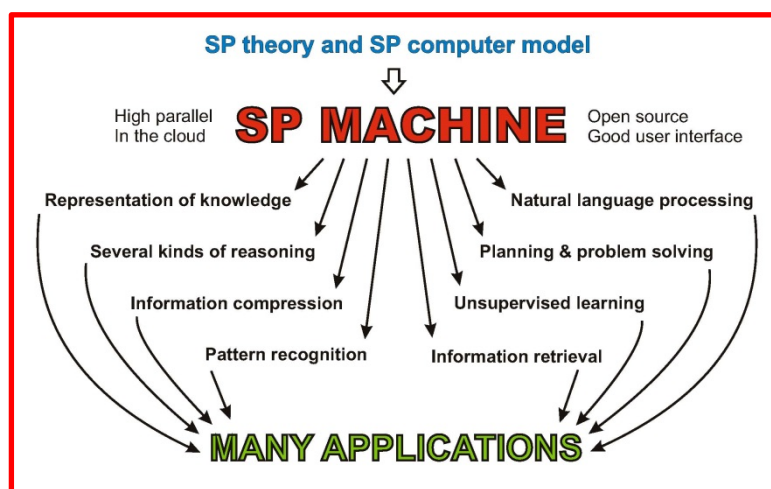 SP theory and SP computer model
High parallel
In the cloud
SP MACHINE
Open source
Good user interface
Representation of knowledge
Natural language processing
Several kinds of reasoning
Planning & problem solving
Information compression
Unsupervised learning
Pattern recognition
Information retrieval
MANY APPLICATIONS